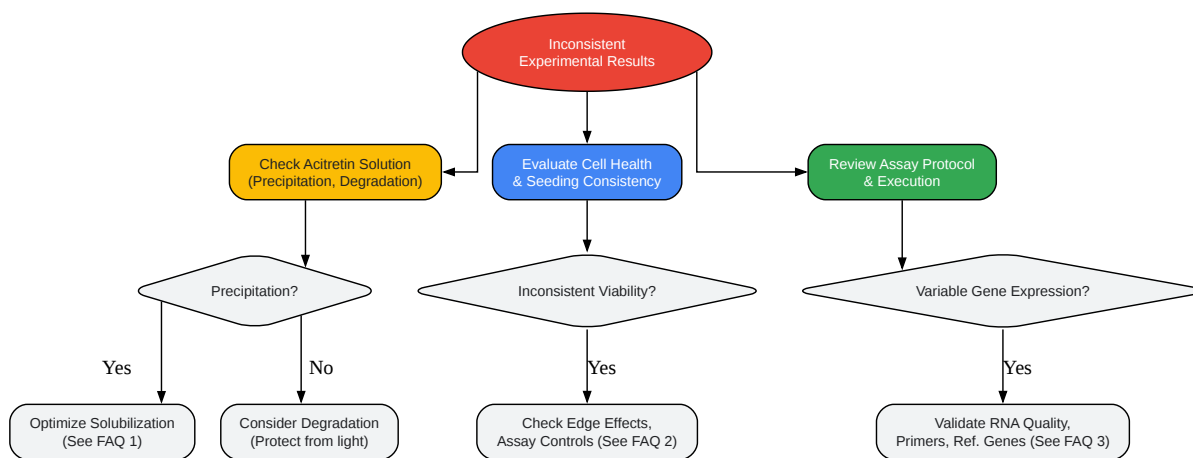 Inconsistent
Experimental Results
Check Acitretin Solution
(Precipitation, Degradation)
Evaluate Cell Health
& Seeding Consistency
Review Assay Protocol
& Execution
Precipitation?
Inconsistent Viability?
Variable Gene Expression?
Yes
No
Yes
Yes
Optimize Solubilization
(See FAQ 1)
Consider Degradation
(Protect from light)
Check Edge Effects,
Assay Controls (See FAQ 2)
Validate RNA Quality,
Primers, Ref. Genes (See FAQ 3)